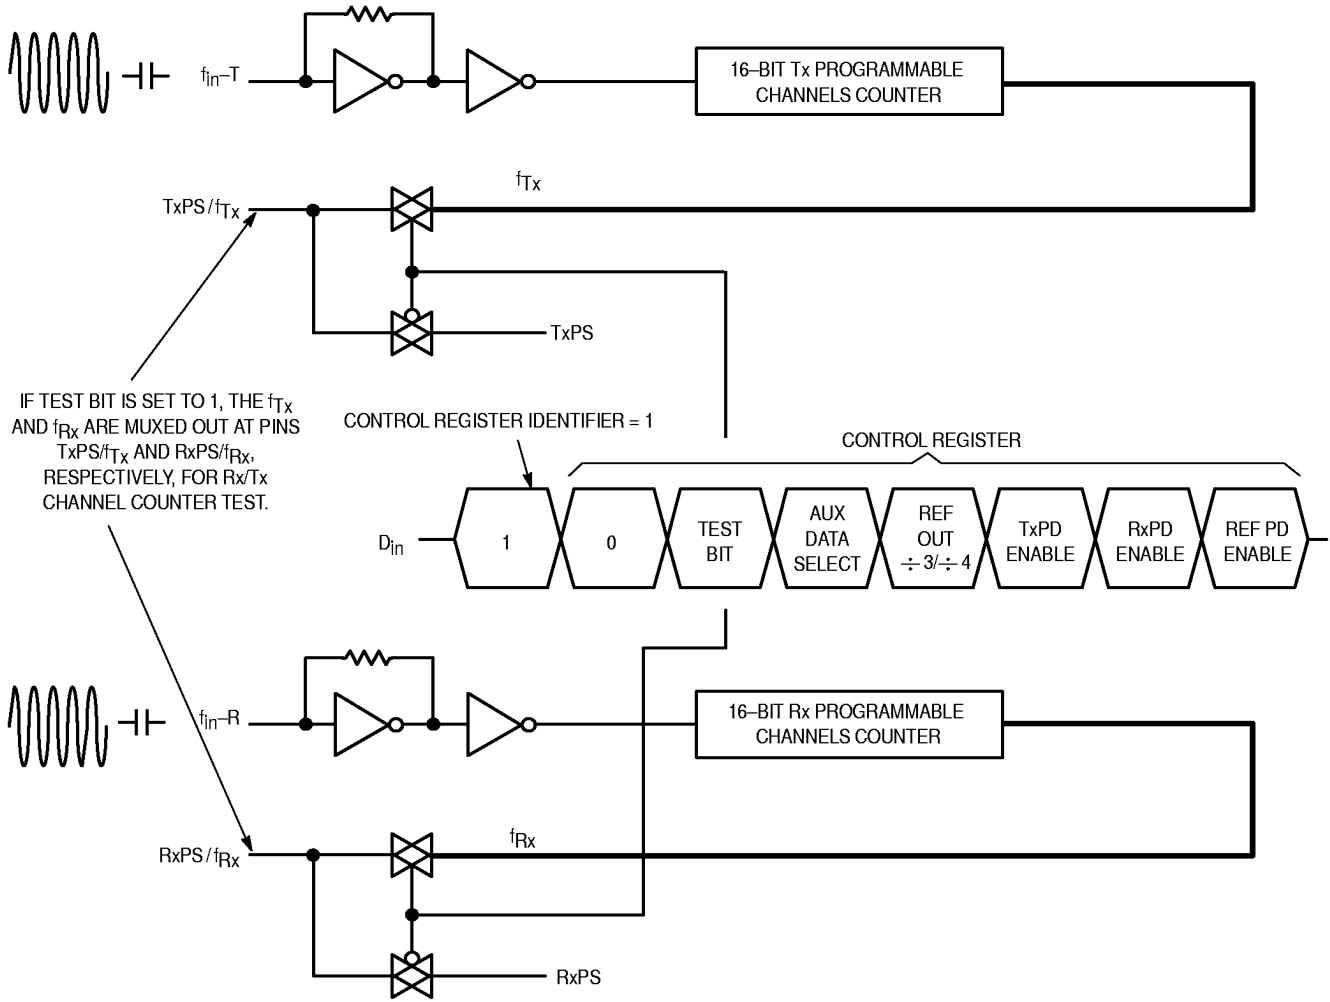 fin–T
16–BIT Tx PROGRAMMABLE
CHANNELS COUNTER
fTx
TxPS/fTx
TxPS
IF TEST BIT IS SET TO 1, THE fTx
AND fRx ARE MUXED OUT AT PINS
TxPS/fTx AND RxPS/fRx,
RESPECTIVELY, FOR Rx/Tx
CHANNEL COUNTER TEST.
CONTROL REGISTER IDENTIFIER = 1
CONTROL REGISTER
Din
1
0
TEST
BIT
AUX
DATA
SELECT
REF
OUT
÷3/÷4
TxPD
ENABLE
RxPD
ENABLE
REF PD
ENABLE
fin–R
16–BIT Rx PROGRAMMABLE
CHANNELS COUNTER
fRx
RxPS/fRx
RxPS